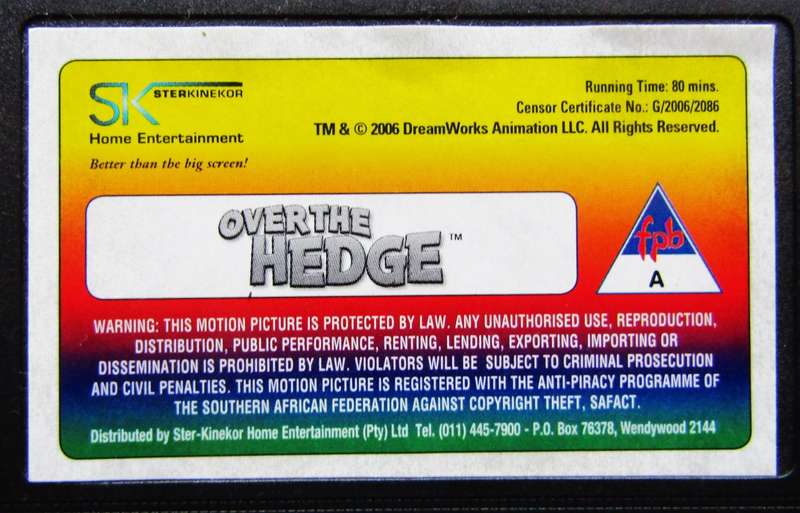 SK STERKINEKOR
Home Entertainment
Better than the big screen!
Running Time: 80 mins.
Censor Certificate No.: G/2006/2086
TM & © 2006 DreamWorks Animation LLC. All Rights Reserved.
OVER THE
HEDGE ™
fpb
A
WARNING: THIS MOTION PICTURE IS PROTECTED BY LAW. ANY UNAUTHORISED USE, REPRODUCTION,
DISTRIBUTION, PUBLIC PERFORMANCE, RENTING, LENDING, EXPORTING, IMPORTING OR
DISSEMINATION IS PROHIBITED BY LAW. VIOLATORS WILL BE SUBJECT TO CRIMINAL PROSECUTION
AND CIVIL PENALTIES. THIS MOTION PICTURE IS REGISTERED WITH THE ANTI-PIRACY PROGRAMME OF
THE SOUTHERN AFRICAN FEDERATION AGAINST COPYRIGHT THEFT, SAFACT.
Distributed by Ster-Kinekor Home Entertainment (Pty) Ltd Tel. (011) 445-7900 - P.O. Box 76378, Wendywood 2144